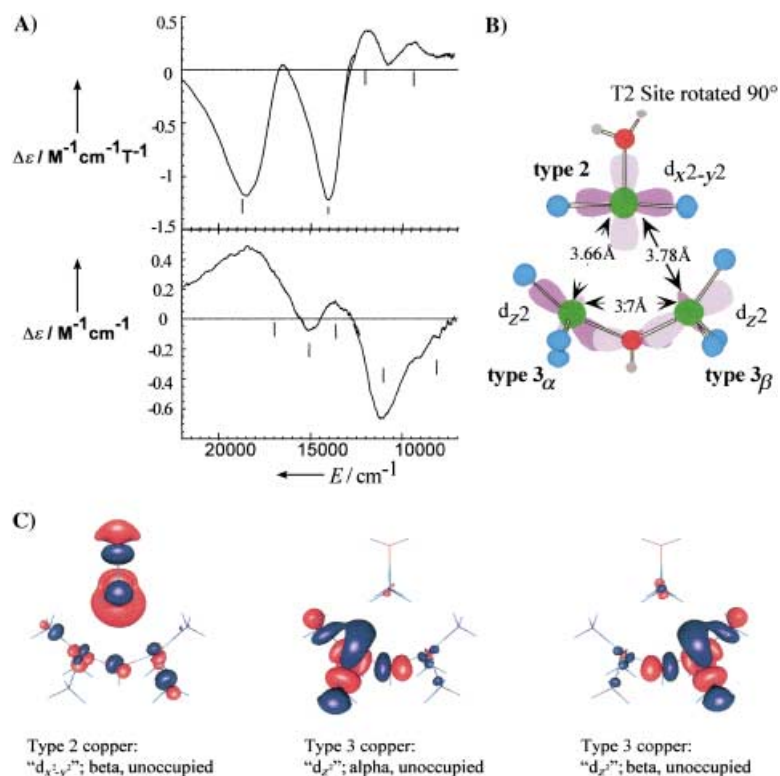 A)
0.5
0
-0.5
-1
-1.5
Δε / M⁻¹cm⁻¹T⁻¹
0.4
0.2
0
-0.2
-0.4
-0.6
Δε / M⁻¹cm⁻¹
20000 15000 10000
E / cm⁻¹
B)
T2 Site rotated 90°
type 2 dx2-y2
3.66Å 3.78Å
3.7Å
dz2 dz2
type 3α type 3β
C)
Type 2 copper:
“dx²-y²”; beta, unoccupied
Type 3 copper:
“dz²”; alpha, unoccupied
Type 3 copper:
“dz²”; beta, unoccupied